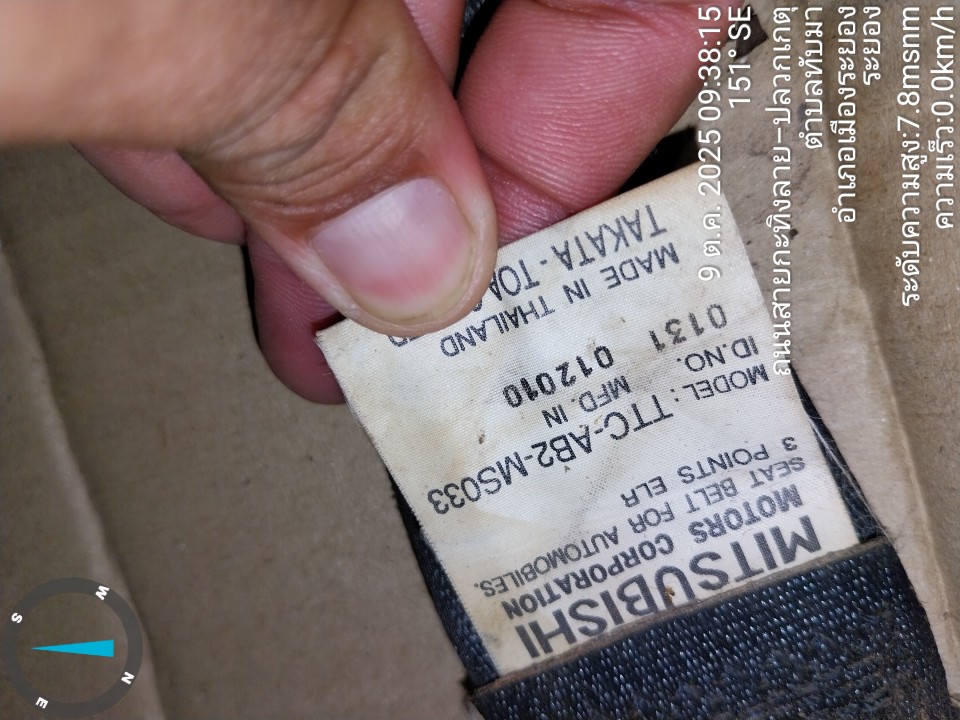 MITSUBISHI
MOTORS CORPORATION
SEAT BELT FOR AUTOMOBILES.
3 POINTS ELR
MODEL : TTC-AB2-MS033
ID.NO. MFD. IN
0131 012010
MADE IN THAILAND
TAKATA - TOA
9 ต.ค. 2025 09:38:15
151° SE
ถนนสายกะทิงลาย-ปลวกเกตุ
ตำบลทับมา
อำเภอเมืองระยอง
ระยอง
ระดับความสูง:7.8msnm
ความเร็ว:0.0km/h
S
W
N
E